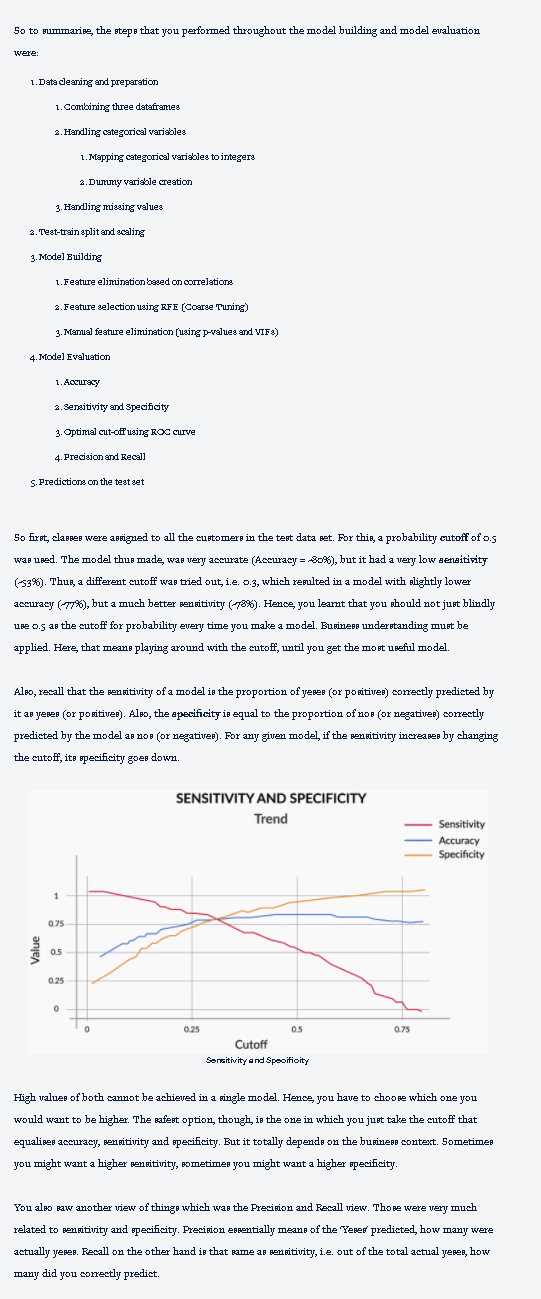 So to summarise, the steps that you performed throughout the model building and model evaluation
were:
1. Data cleaning and preparation
1. Combining three dataframes
2. Handling categorical variables
1. Mapping categorical variables to integers
2. Dummy variable creation
3. Handling missing values
2. Test-train split and scaling
3. Model Building
1. Feature elimination based on correlations
2. Feature selection using RFE (Coarse Tuning)
3. Manual feature elimination (using p-values and VIFs)
4. Model Evaluation
1. Accuracy
2. Sensitivity and Specificity
3. Optimal cut-off using ROC curve
4. Precision and Recall
5. Predictions on the test set
So first, classes were assigned to all the customers in the test data set. For this, a probability cutoff of 0.5
was used. The model thus made, was very accurate (Accuracy = ~80%), but it had a very low sensitivity
(~53%). Thus, a different cutoff was tried out, i.e. 0.3, which resulted in a model with slightly lower
accuracy (~77%), but a much better sensitivity (~78%). Hence, you learnt that you should not just blindly
use 0.5 as the cutoff for probability every time you make a model. Business understanding must be
applied. Here, that means playing around with the cutoff, until you get the most useful model.
Also, recall that the sensitivity of a model is the proportion of yeses (or positives) correctly predicted by
it as yeses (or positives). Also, the specificity is equal to the proportion of nos (or negatives) correctly
predicted by the model as nos (or negatives). For any given model, if the sensitivity increases by changing
the cutoff, its specificity goes down.
SENSITIVITY AND SPECIFICITY
Trend
Sensitivity
Accuracy
Specificity
1
0.75
0.5
0.25
0
Value
0
0.25
0.5
0.75
Cutoff
Sensitivity and Specificity
High values of both cannot be achieved in a single model. Hence, you have to choose which one you
would want to be higher. The safest option, though, is the one in which you just take the cutoff that
equalises accuracy, sensitivity and specificity. But it totally depends on the business context. Sometimes
you might want a higher sensitivity, sometimes you might want a higher specificity.
You also saw another view of things which was the Precision and Recall view. Those were very much
related to sensitivity and specificity. Precision essentially means of the 'Yeses' predicted, how many were
actually yeses. Recall on the other hand is that same as sensitivity, i.e. out of the total actual yeses, how
many did you correctly predict.